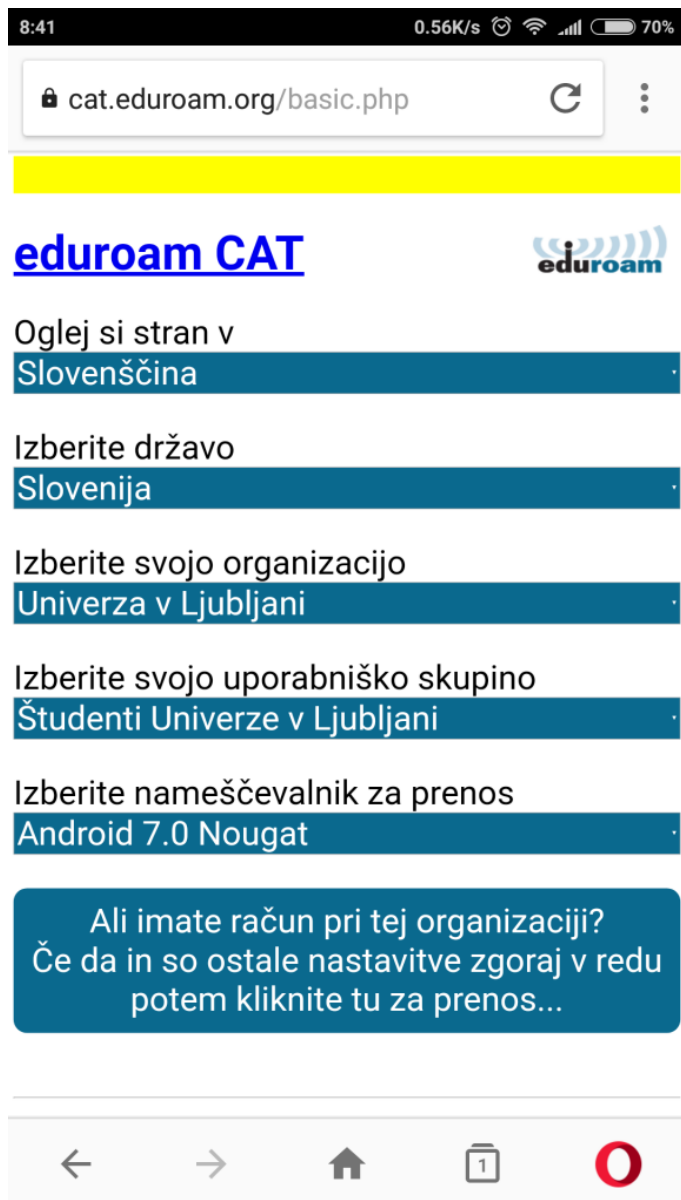 8:41 0.56K/s 70%
cat.eduroam.org/basic.php
eduroam CAT
eduroam
Oglej si stran v
Slovenščina
Izberite državo
Slovenija
Izberite svojo organizacijo
Univerza v Ljubljani
Izberite svojo uporabniško skupino
Študenti Univerze v Ljubljani
Izberite nameščevalnik za prenos
Android 7.0 Nougat
Ali imate račun pri tej organizaciji?
Če da in so ostale nastavitve zgoraj v redu
potem kliknite tu za prenos...
1